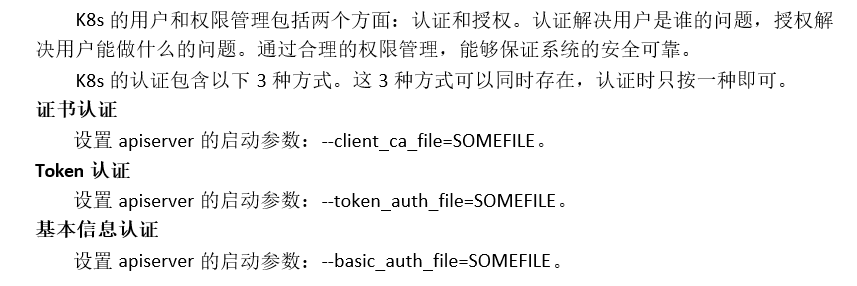 K8s 的用户和权限管理包括两个方面：认证和授权。认证解决用户是谁的问题，授权解
决用户能做什么的问题。通过合理的权限管理，能够保证系统的安全可靠。
K8s 的认证包含以下 3 种方式。这 3 种方式可以同时存在，认证时只按一种即可。
证书认证
设置 apiserver 的启动参数：--client_ca_file=SOMEFILE。
Token 认证
设置 apiserver 的启动参数：--token_auth_file=SOMEFILE。
基本信息认证
设置 apiserver 的启动参数：--basic_auth_file=SOMEFILE。